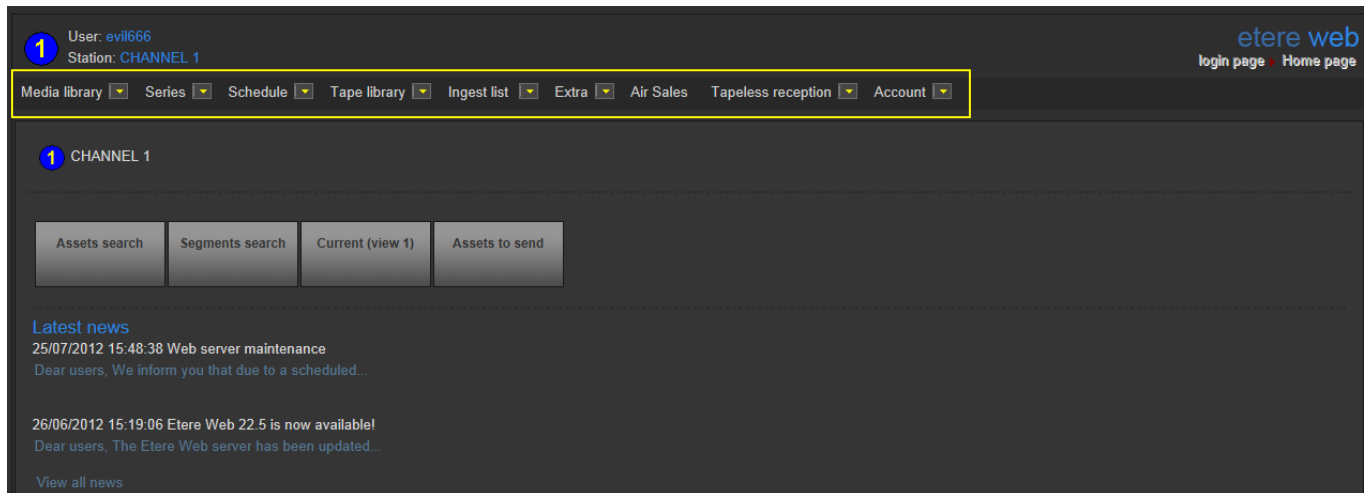 1
User: evil666
Station: CHANNEL 1
etere web
login page Home page
Media library Series Schedule Tape library Ingest list Extra Air Sales Tapeless reception Account
1 CHANNEL 1
Assets search Segments search Current (view 1) Assets to send
Latest news
25/07/2012 15:48:38 Web server maintenance
Dear users, We inform you that due to a scheduled...
26/06/2012 15:19:06 Etere Web 22.5 is now available!
Dear users, The Etere Web server has been updated...
View all news